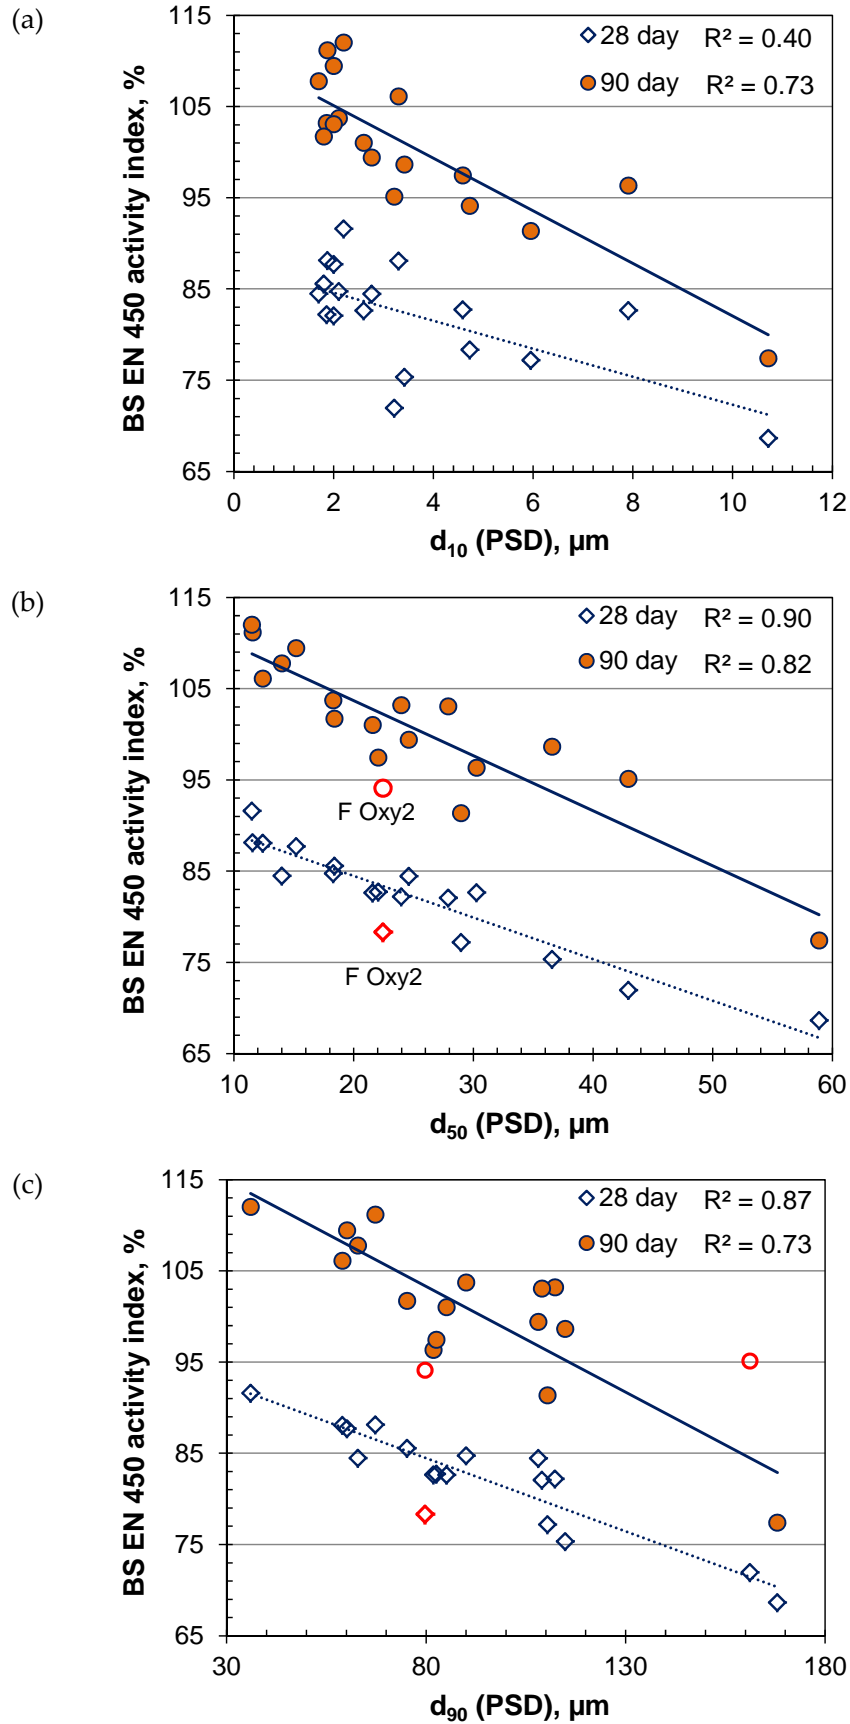 (a)
115
105
95
85
75
65
BS EN 450 activity index, %
28 day R² = 0.40
90 day R² = 0.73
0 2 4 6 8 10 12
d₁₀ (PSD), µm
(b)
115
105
95
85
75
65
BS EN 450 activity index, %
28 day R² = 0.90
90 day R² = 0.82
F Oxy2
F Oxy2
10 20 30 40 50 60
d₅₀ (PSD), µm
(c)
115
105
95
85
75
65
BS EN 450 activity index, %
28 day R² = 0.87
90 day R² = 0.73
30 80 130 180
d₉₀ (PSD), µm